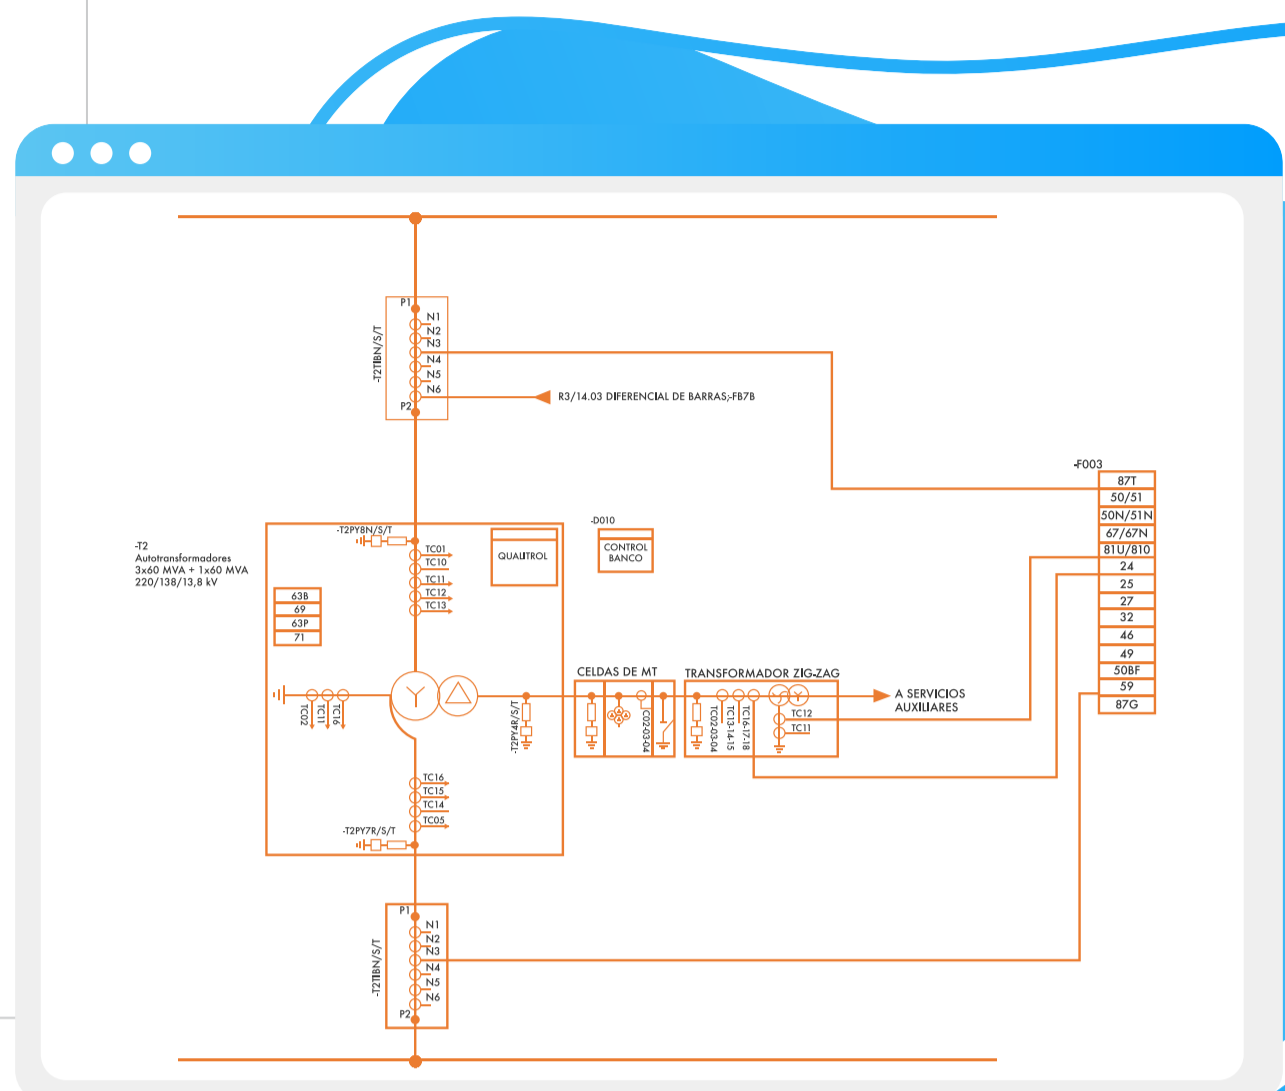 P1
N1
N2
N3
N4
N5
N6
P2
-T2TIBN/S/T
R3/14.03 DIFERENCIAL DE BARRAS;-FB7B
-F003
87T
50/51
50N/51N
67/67N
81U/810
24
25
27
32
46
49
50BF
59
87G
-T2
Autotransformadores
3x60 MVA + 1x60 MVA
220/138/13,8 kV
-T2PY8N/S/T
TC01
TC10
TC11
TC12
TC13
QUALITROL
-D010
CONTROL
BANCO
63B
69
63P
71
TC02
TC11
TC16
-T2PY4R/S/T
CELDAS DE MT
C02-03-04
TRANSFORMADOR ZIG-ZAG
TC02-03-04
TC13-14-15
TC16-17-18
TC12
TC11
A SERVICIOS
AUXILIARES
TC16
TC15
TC14
TC05
-T2PY7R/S/T
P1
N1
N2
N3
N4
N5
N6
P2
-T2TIBN/S/T